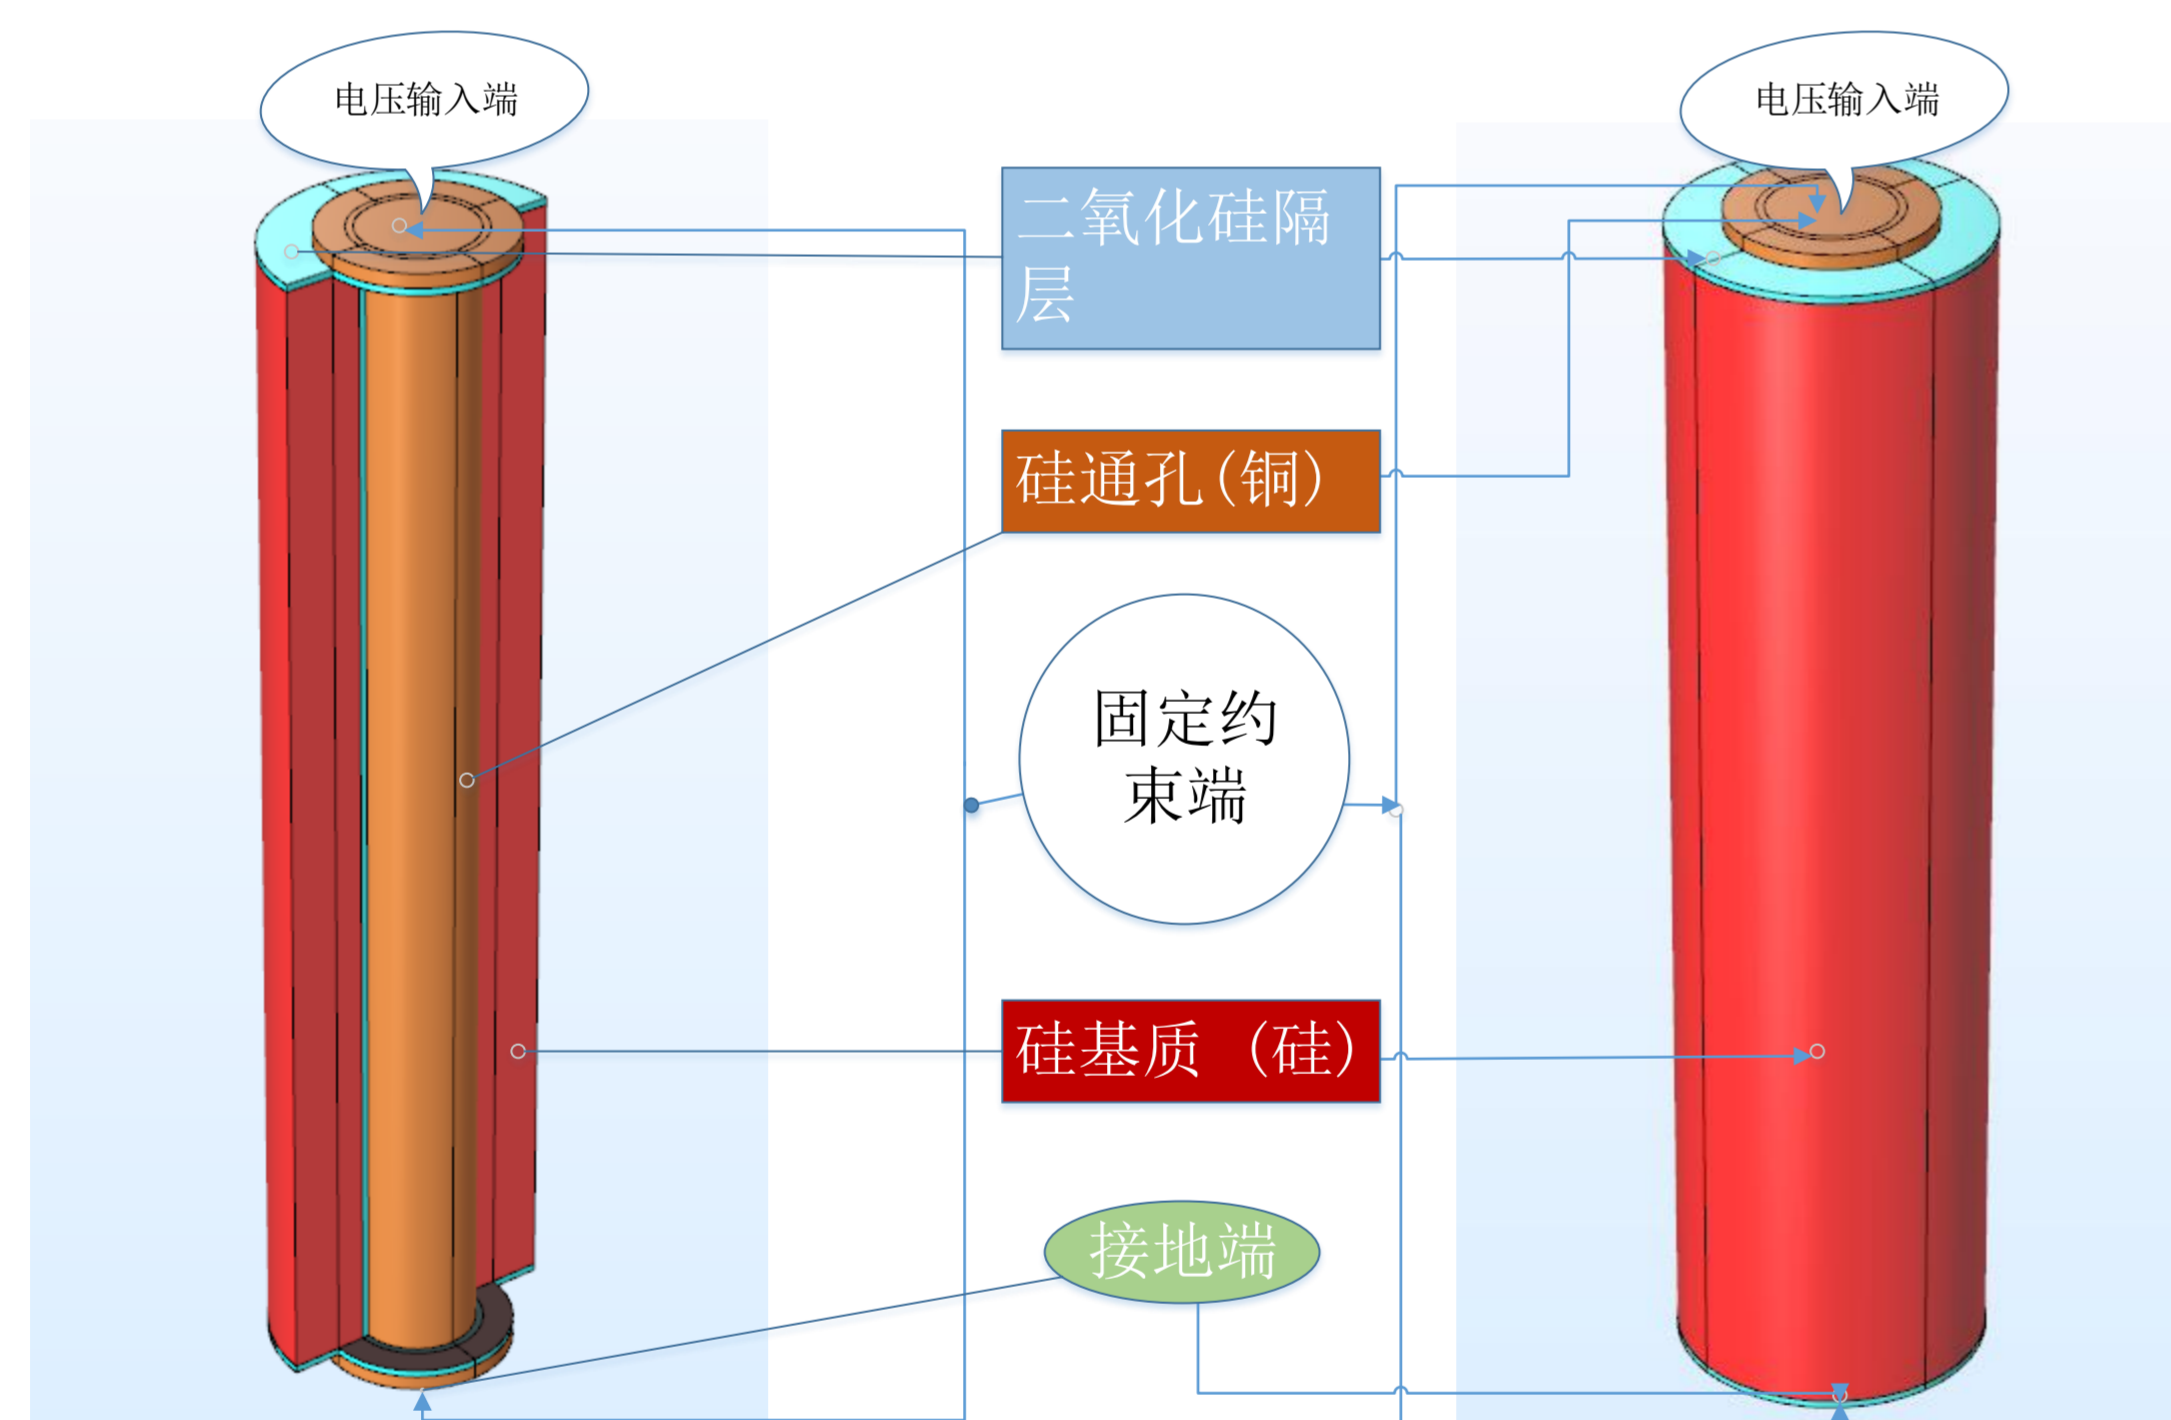 电压输入端
电压输入端
二氧化硅隔
层
硅通孔(铜)
固定约
束端
硅基质 (硅)
接地端